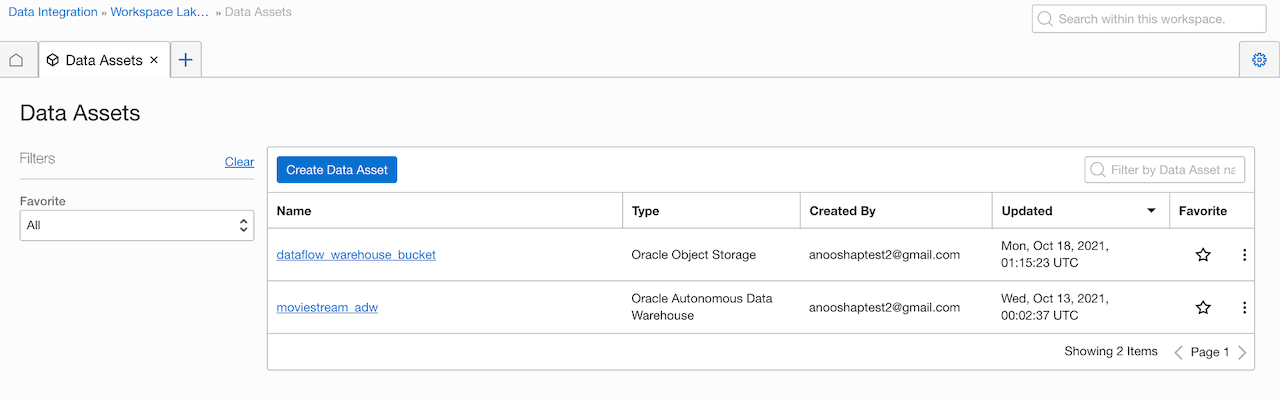 Data Integration » Workspace Lak... » Data Assets
Search within this workspace.
Data Assets ×
Data Assets
Filters
Clear
Favorite
All
Create Data Asset
Filter by Data Asset na
Name Type Created By Updated Favorite
dataflow_warehouse_bucket Oracle Object Storage anooshaptest2@gmail.com Mon, Oct 18, 2021,
01:15:23 UTC
moviestream_adw Oracle Autonomous Data anooshaptest2@gmail.com Wed, Oct 13, 2021,
Warehouse 00:02:37 UTC
Showing 2 Items Page 1